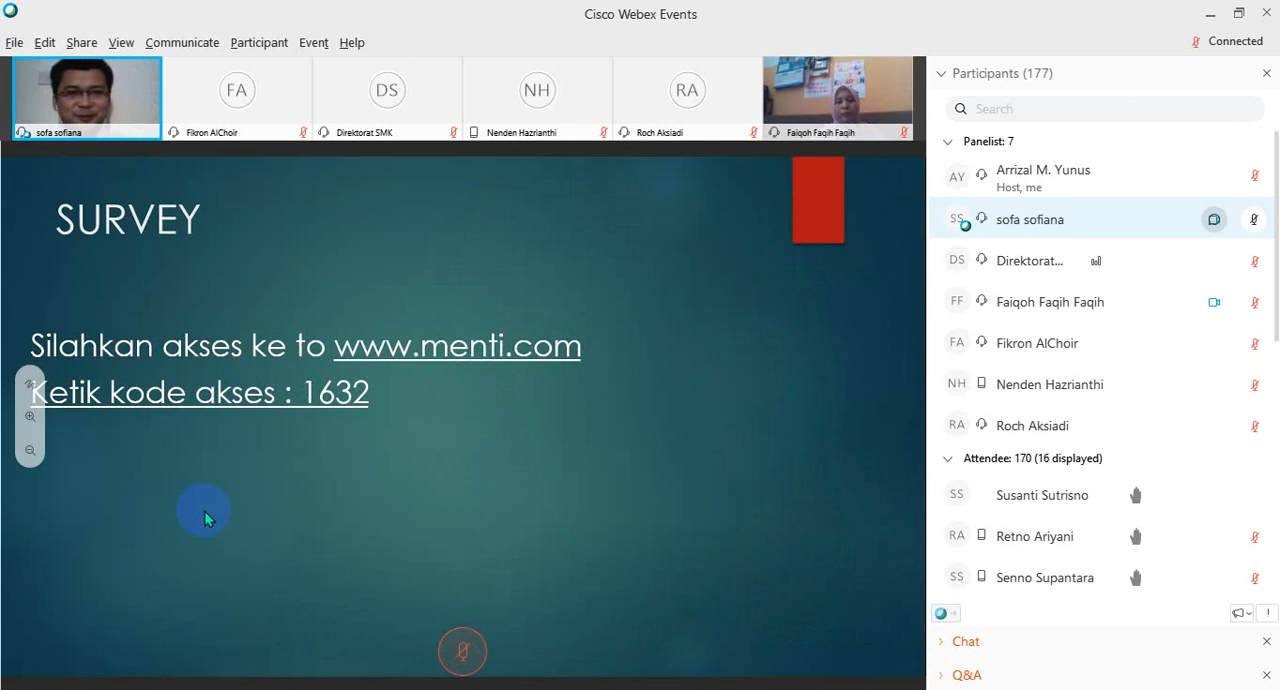 Cisco Webex Events
File Edit Share View Communicate Participant Event Help
Connected
sofa sofiana
FA
Fikron AlChoir
DS
Direktorat SMK
NH
Nenden Hazrianthi
RA
Roch Aksiadi
Faiqoh Faqih Faqih
SURVEY
Silahkan akses ke to www.menti.com
Ketik kode akses : 1632
Participants (177)
Search
Panelist: 7
AY Arrizal M. Yunus
Host, me
SS sofa sofiana
DS Direktorat...
FF Faiqoh Faqih Faqih
FA Fikron AlChoir
NH Nenden Hazrianthi
RA Roch Aksiadi
Attendee: 170 (16 displayed)
SS Susanti Sutrisno
RA Retno Ariyani
SS Senno Supantara
Chat
Q&A